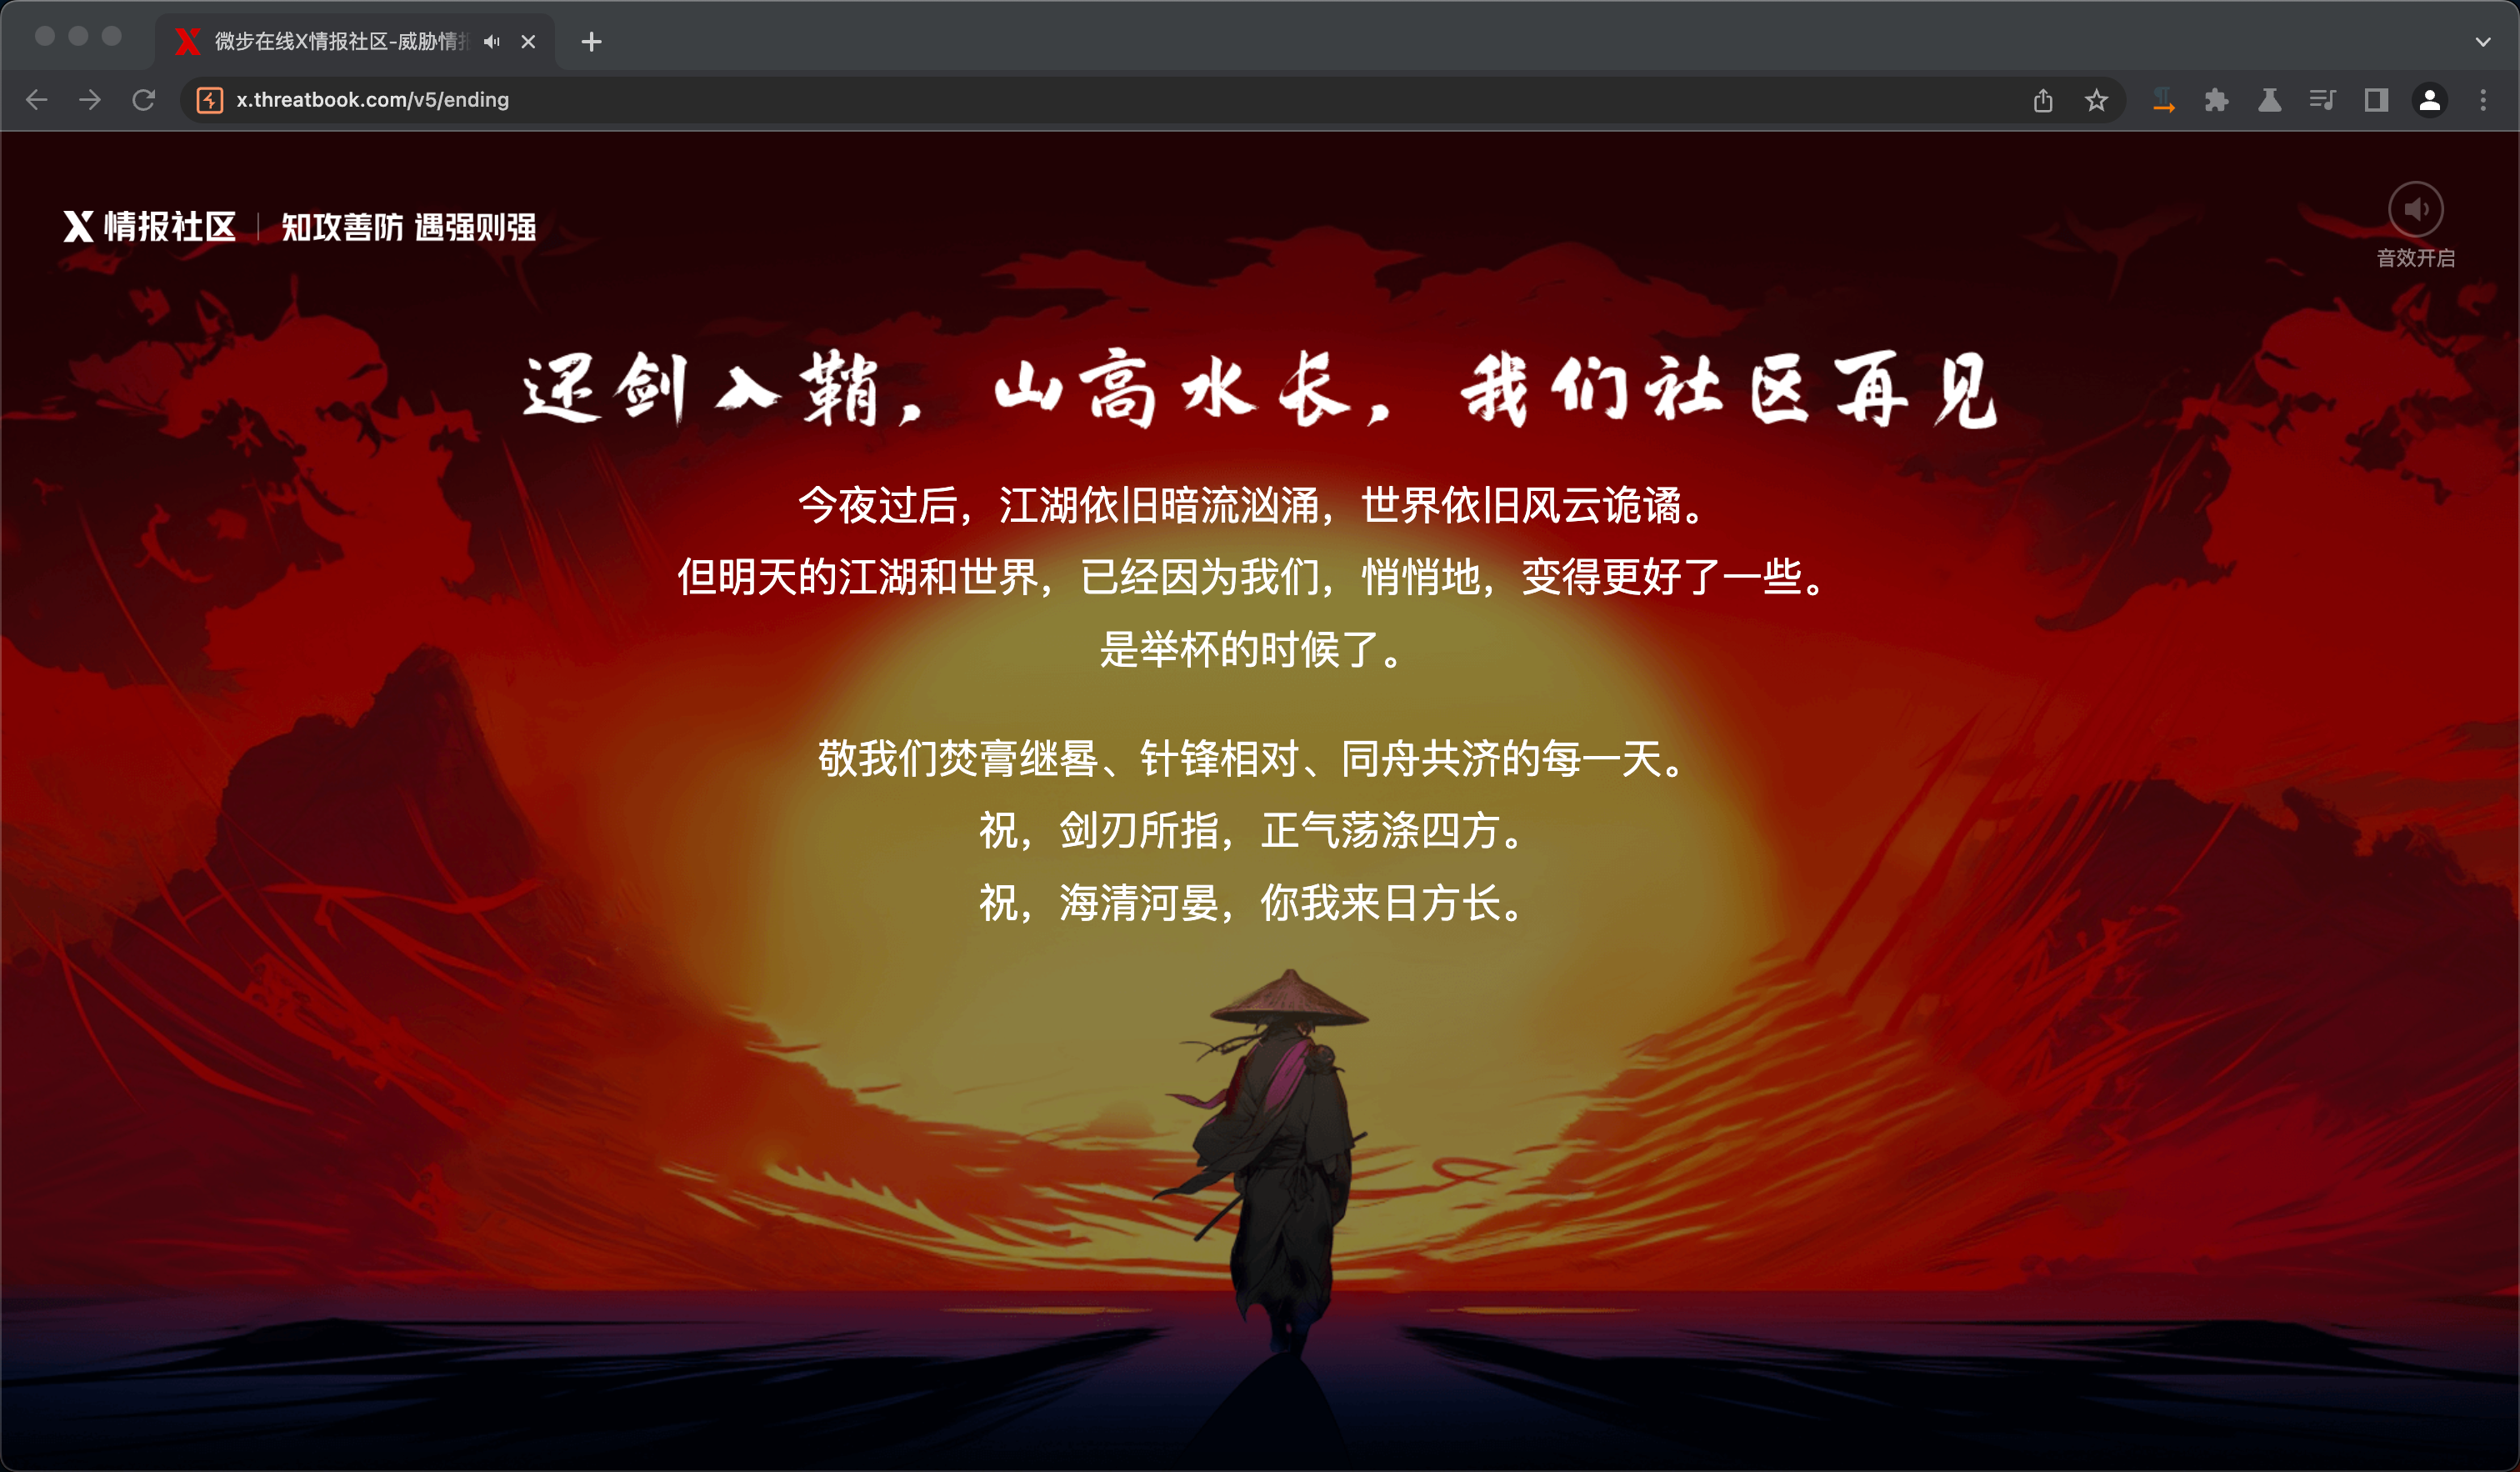 微步在线X情报社区-威胁情报
x.threatbook.com/v5/ending
X 情报社区 | 知攻善防 遇强则强
音效开启
还剑入鞘，山高水长，我们社区再见
今夜过后，江湖依旧暗流汹涌，世界依旧风云诡谲。
但明天的江湖和世界，已经因为我们，悄悄地，变得更好了一些。
是举杯的时候了。
敬我们焚膏继晷、针锋相对、同舟共济的每一天。
祝，剑刃所指，正气荡涤四方。
祝，海清河晏，你我来日方长。